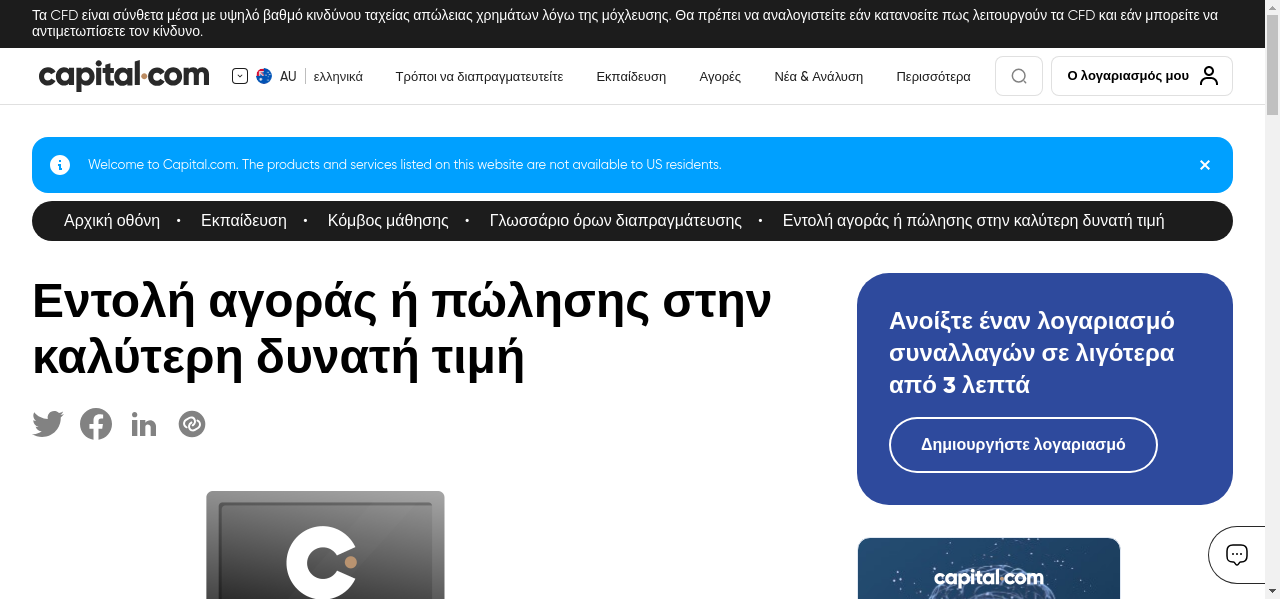 Τα CFD είναι σύνθετα μέσα με υψηλό βαθμό κινδύνου ταχείας απώλειας χρημάτων λόγω της μόχλευσης. Θα πρέπει να αναλογιστείτε εάν κατανοείτε πως λειτουργούν τα CFD και εάν μπορείτε να
αντιμετωπίσετε τον κίνδυνο.
capital.com AU ελληνικά Τρόποι να διαπραγματευτείτε Εκπαίδευση Αγορές Νέα & Ανάλυση Περισσότερα Ο λογαριασμός μου
Welcome to Capital.com. The products and services listed on this website are not available to US residents.
Αρχική οθόνη • Εκπαίδευση • Κόμβος μάθησης • Γλωσσάριο όρων διαπραγμάτευσης • Εντολή αγοράς ή πώλησης στην καλύτερη δυνατή τιμή
Εντολή αγοράς ή πώλησης στην
καλύτερη δυνατή τιμή
Ανοίξτε έναν λογαριασμό
συναλλαγών σε λιγότερα
από 3 λεπτά
Δημιουργήστε λογαριασμό
capital.com